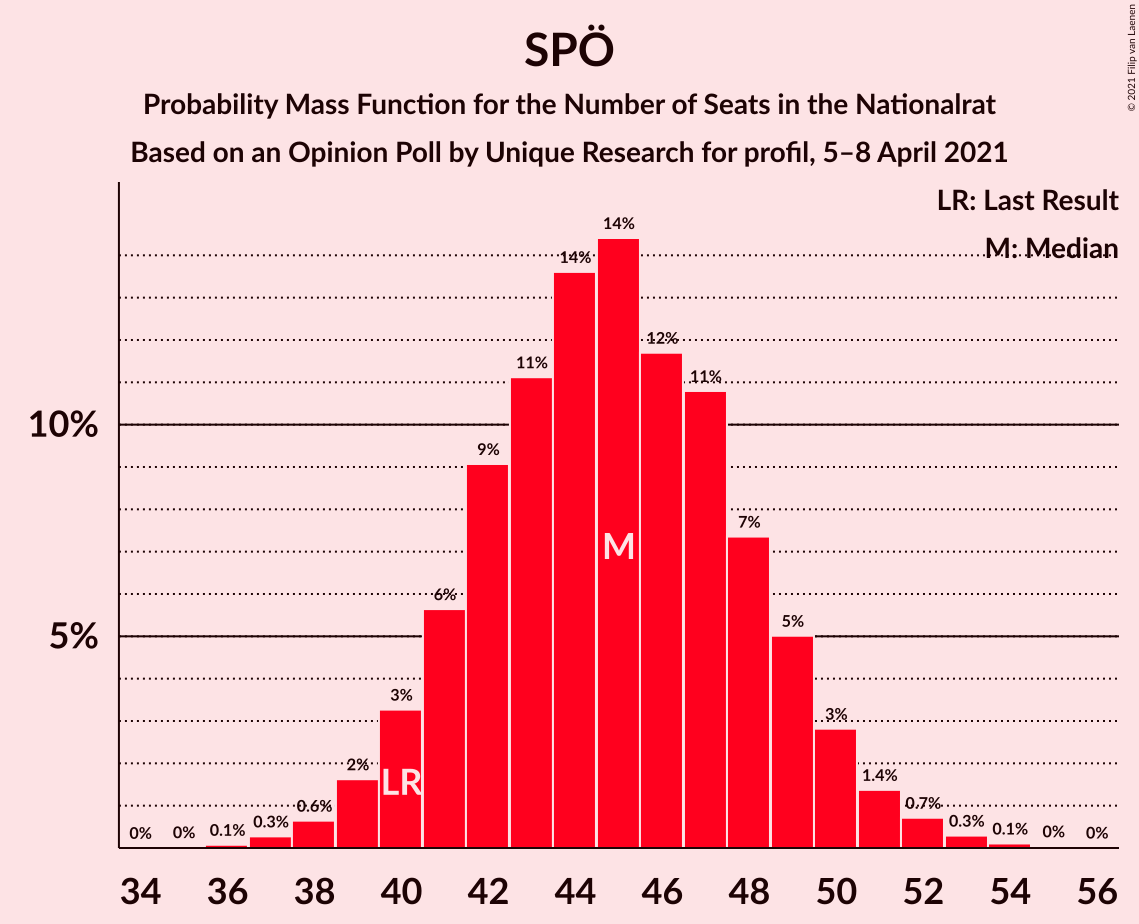 SPÖ
Probability Mass Function for the Number of Seats in the Nationalrat
Based on an Opinion Poll by Unique Research for profil, 5–8 April 2021
© 2021 Filip van Laenen
LR: Last Result
M: Median
10%
5%
0%
0%
0.1%
0.3%
0.6%
2%
3%
6%
9%
11%
14%
14%
12%
11%
7%
5%
3%
1.4%
0.7%
0.3%
0.1%
0%
0%
LR
M
34 36 38 40 42 44 46 48 50 52 54 56